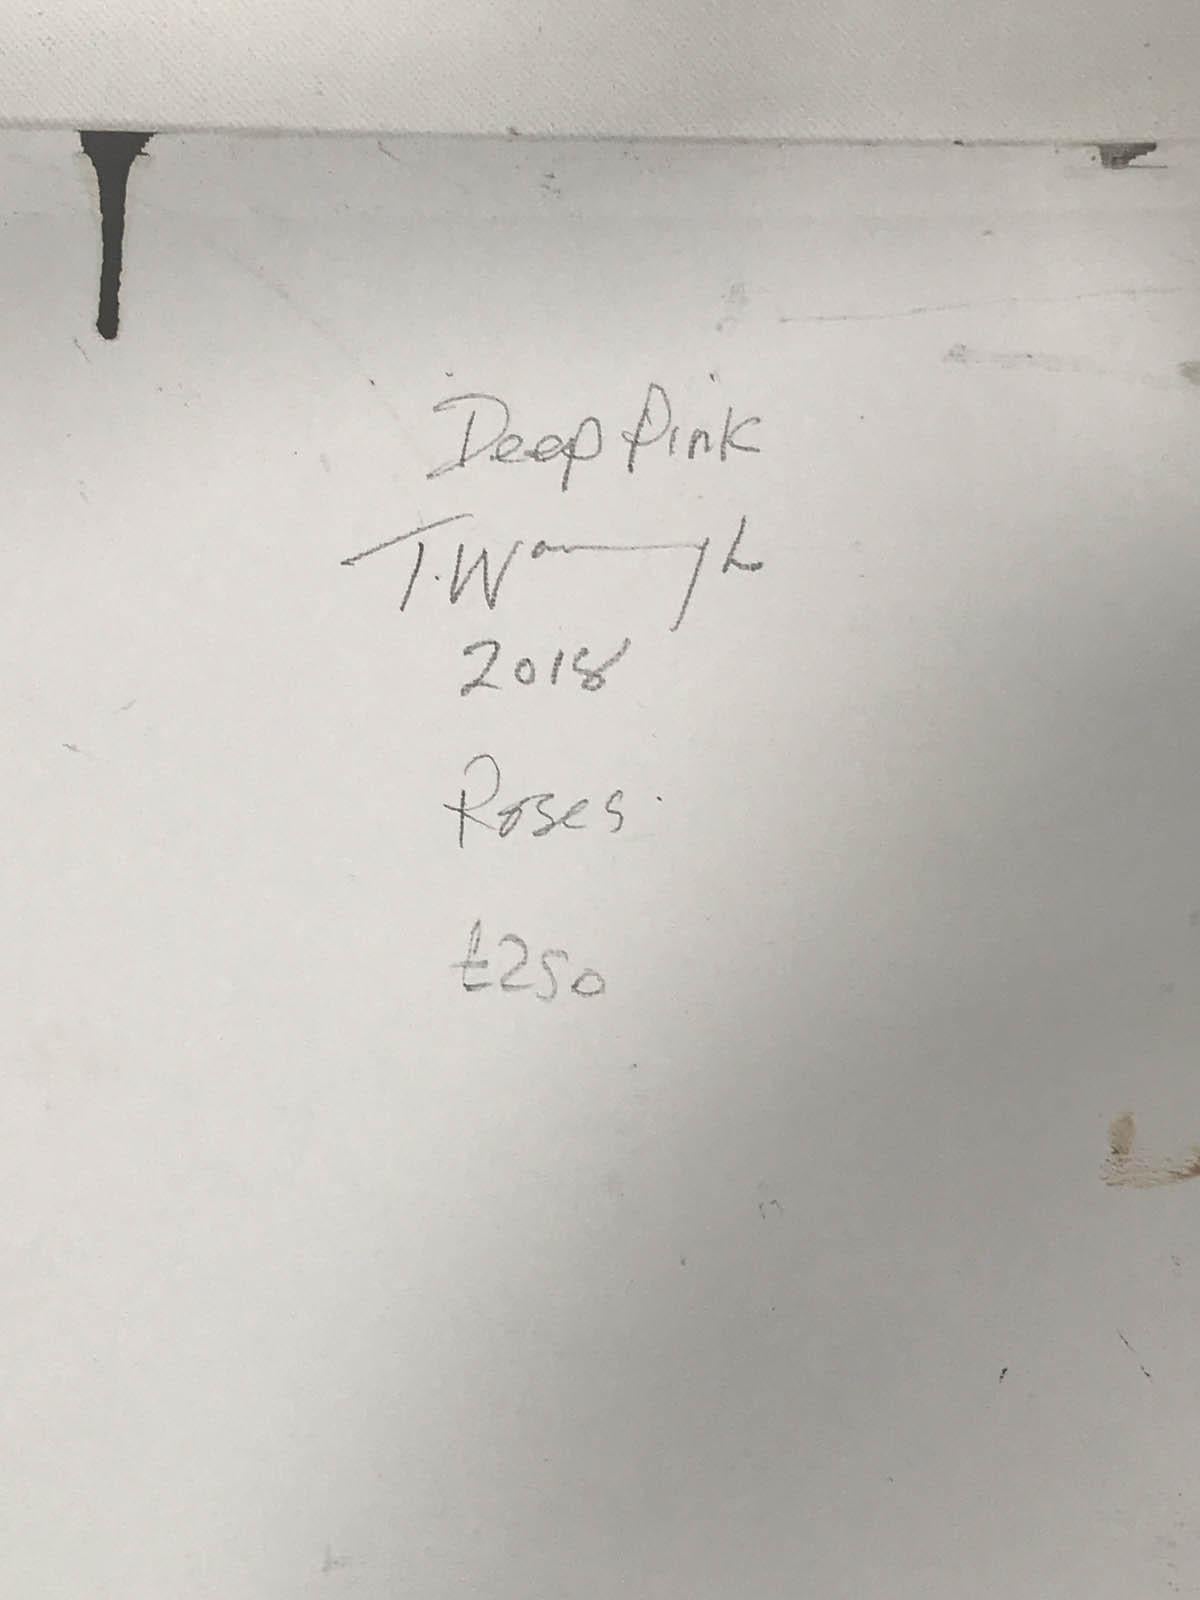 Deep Pink
2018
Roses.
£250